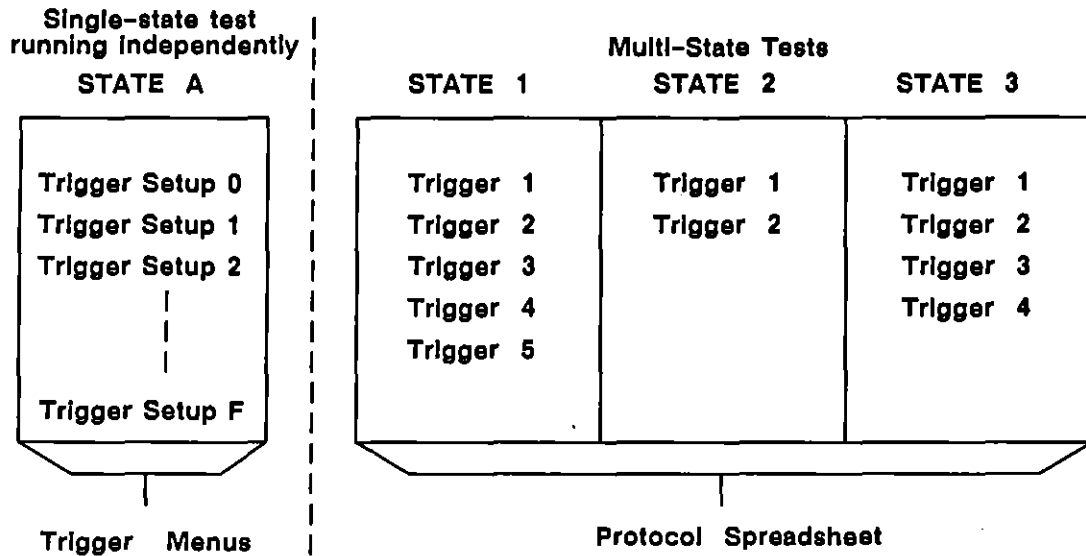 Single-state test
running independently
STATE A
Trigger Setup 0
Trigger Setup 1
Trigger Setup 2
Trigger Setup F
Trigger Menus
Multi-State Tests
STATE 1
Trigger 1
Trigger 2
Trigger 3
Trigger 4
Trigger 5
STATE 2
Trigger 1
Trigger 2
STATE 3
Trigger 1
Trigger 2
Trigger 3
Trigger 4
Protocol Spreadsheet